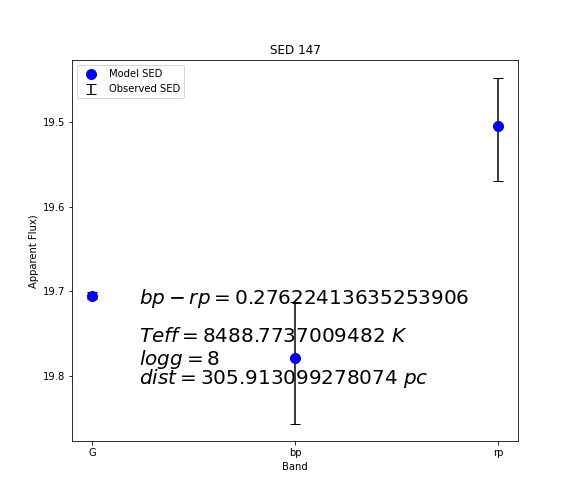 SED 147
Model SED
Observed SED
19.5
19.6
19.7
19.8
Apparent Flux)
bp − rp = 0.27622413635253906
Teff = 8488.7737009482 K
logg = 8
dist = 305.913099278074 pc
G
bp
rp
Band